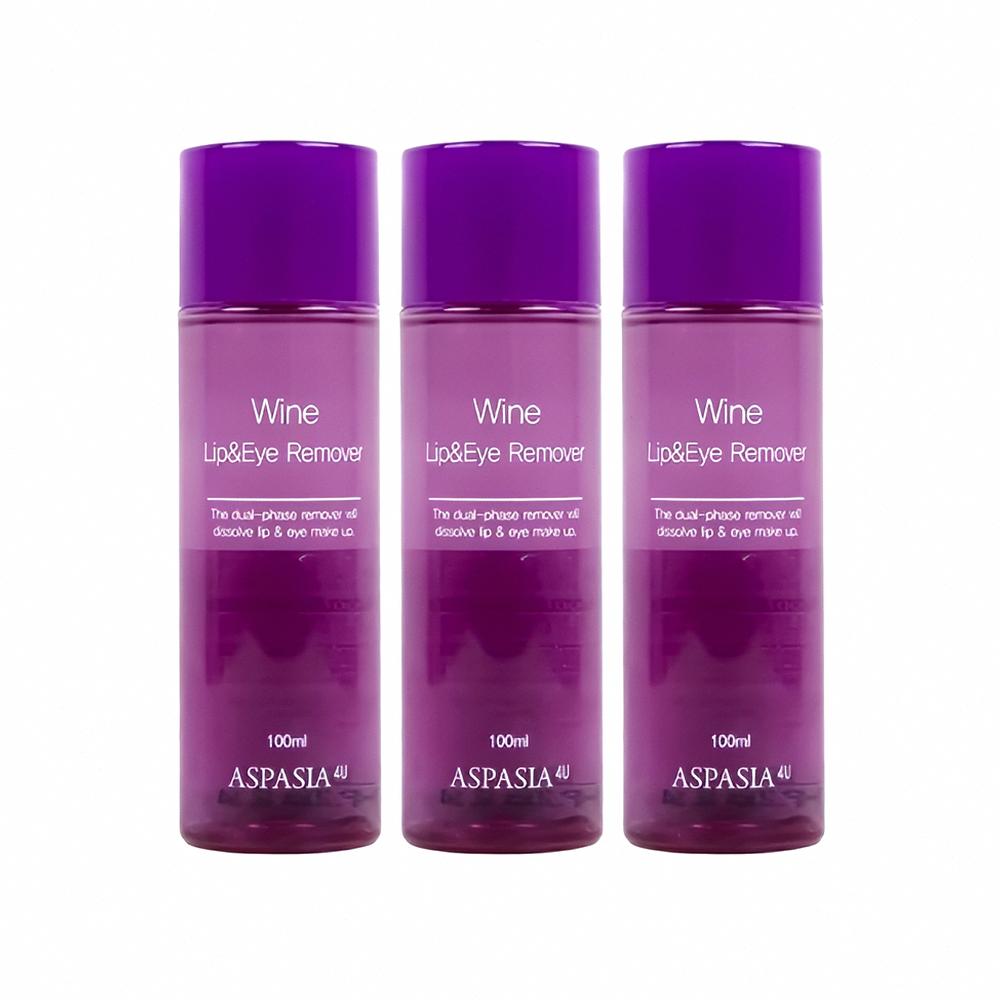 Wine
Lip&Eye Remover
The dual-phase remover will
dissolve lip & eye make up.
100ml
ASPASIA 4U
Wine
Lip&Eye Remover
The dual-phase remover will
dissolve lip & eye make up.
100ml
ASPASIA 4U
Wine
Lip&Eye Remover
The dual-phase remover will
dissolve lip & eye make up.
100ml
ASPASIA 4U